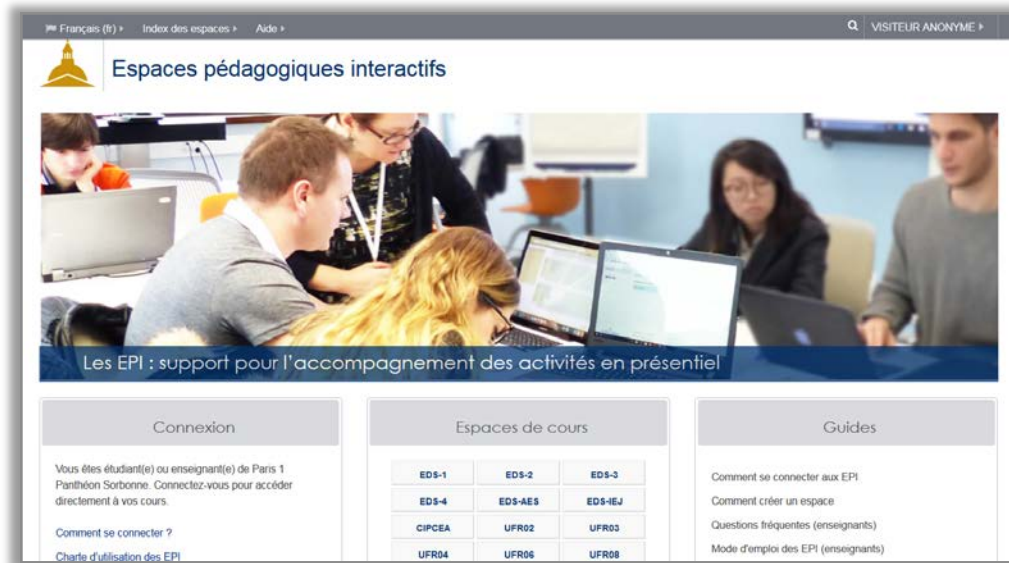 Français (fr) Index des espaces Aide VISITEUR ANONYME
Espaces pédagogiques interactifs
Les EPI : support pour l'accompagnement des activités en présentiel
Connexion
Vous êtes étudiant(e) ou enseignant(e) de Paris 1
Panthéon Sorbonne. Connectez-vous pour accéder
directement à vos cours.
Comment se connecter ?
Charte d'utilisation des EPI
Espaces de cours
EDS-1 EDS-2 EDS-3
EDS-4 EDS-AES EDS-IEJ
CIPCEA UFR02 UFR03
UFR04 UFR06 UFR08
Guides
Comment se connecter aux EPI
Comment créer un espace
Questions fréquentes (enseignants)
Mode d'emploi des EPI (enseignants)